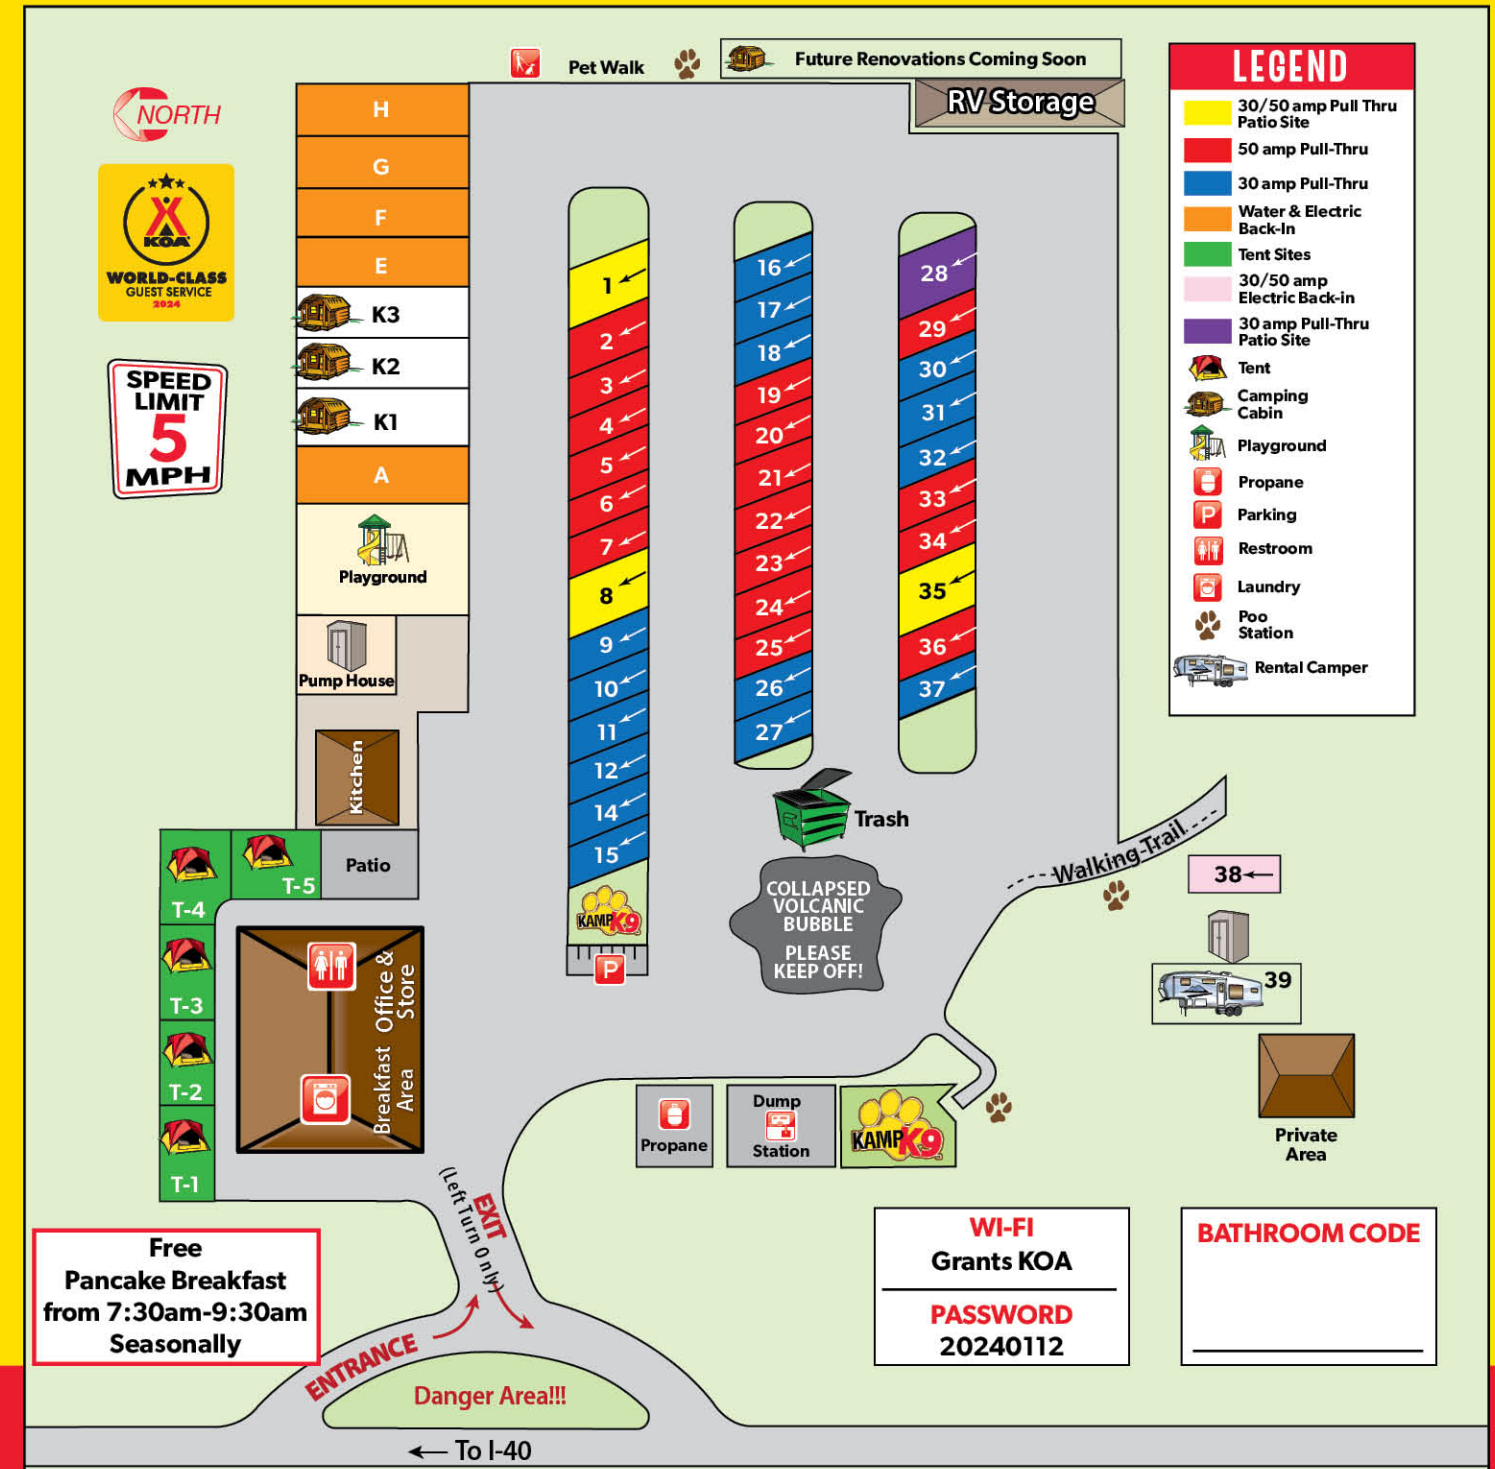 Pet Walk
Future Renovations Coming Soon
RV Storage
NORTH
KOA
WORLD-CLASS
GUEST SERVICE
2024
SPEED
LIMIT
5
MPH
H
G
F
E
K3
K2
K1
A
Playground
Pump House
Kitchen
Patio
T-5
T-4
T-3
T-2
T-1
Office &
Store
Breakfast
Area
1
2
3
4
5
6
7
8
9
10
11
12
14
15
KAMP K9
P
16
17
18
19
20
21
22
23
24
25
26
27
28
29
30
31
32
33
34
35
36
37
Trash
COLLAPSED
VOLCANIC
BUBBLE
PLEASE
KEEP OFF!
Walking Trail
38
39
Private
Area
Propane
Dump
Station
KAMP K9
LEGEND
30/50 amp Pull Thru
Patio Site
50 amp Pull-Thru
30 amp Pull-Thru
Water & Electric
Back-In
Tent Sites
30/50 amp
Electric Back-in
30 amp Pull-Thru
Patio Site
Tent
Camping
Cabin
Playground
Propane
P
Parking
Restroom
Laundry
Poo
Station
Rental Camper
EXIT
(Left Turn Only)
ENTRANCE
Danger Area!!!
← To I-40
Free
Pancake Breakfast
from 7:30am-9:30am
Seasonally
WI-FI
Grants KOA
PASSWORD
20240112
BATHROOM CODE